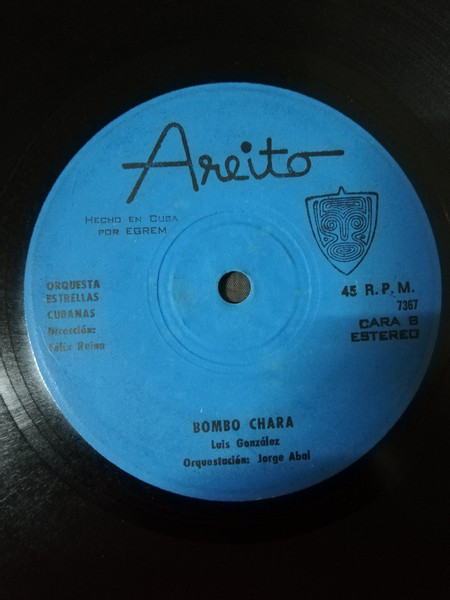 Areito
HECHO EN CUBA
POR EGREM
ORQUESTA
ESTRELLAS
CUBANAS
Dirección:
Félix Reina
45 R.P.M.
7367
CARA B
ESTEREO
BOMBO CHARA
Luis González
Orquestación: Jorge Abal